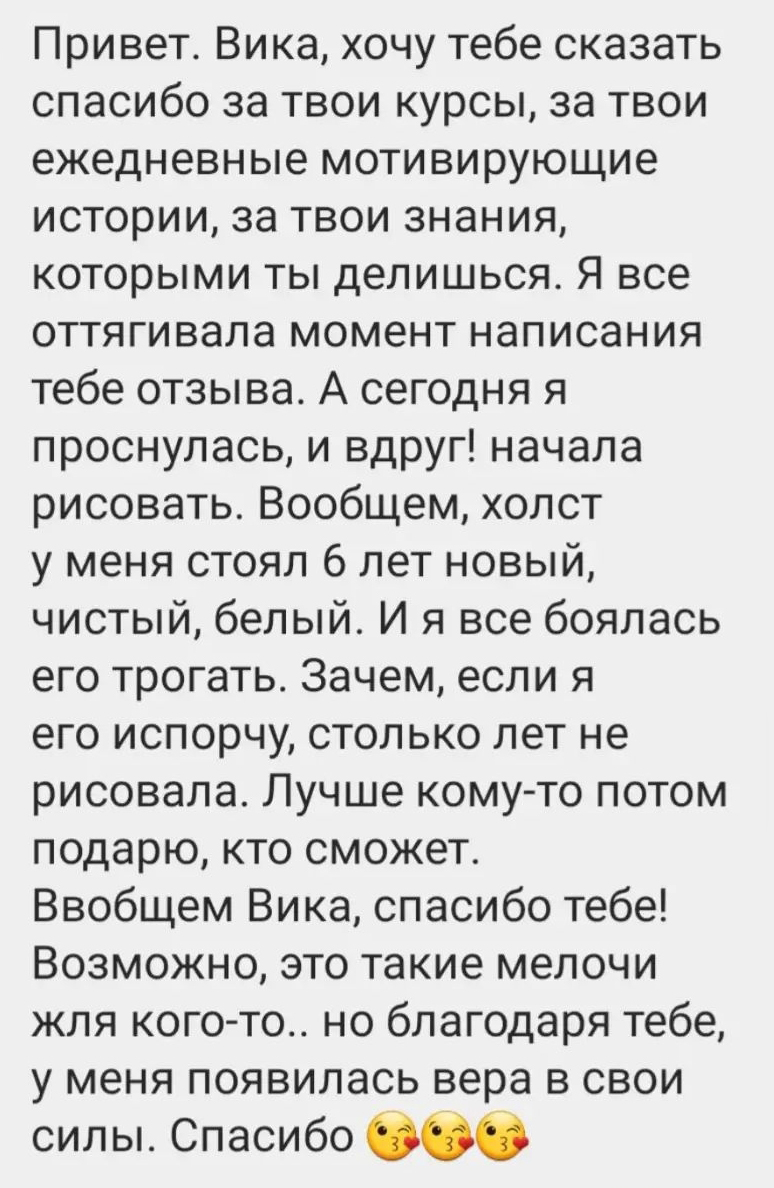 Привет. Вика, хочу тебе сказать
спасибо за твои курсы, за твои
ежедневные мотивирующие
истории, за твои знания,
которыми ты делишься. Я все
оттягивала момент написания
тебе отзыва. А сегодня я
проснулась, и вдруг! начала
рисовать. Вообщем, холст
у меня стоял 6 лет новый,
чистый, белый. И я все боялась
его трогать. Зачем, если я
его испорчу, столько лет не
рисовала. Лучше кому-то потом
подарю, кто сможет.
Ввобщем Вика, спасибо тебе!
Возможно, это такие мелочи
жля кого-то.. но благодаря тебе,
у меня появилась вера в свои
силы. Спасибо 😘😘😘